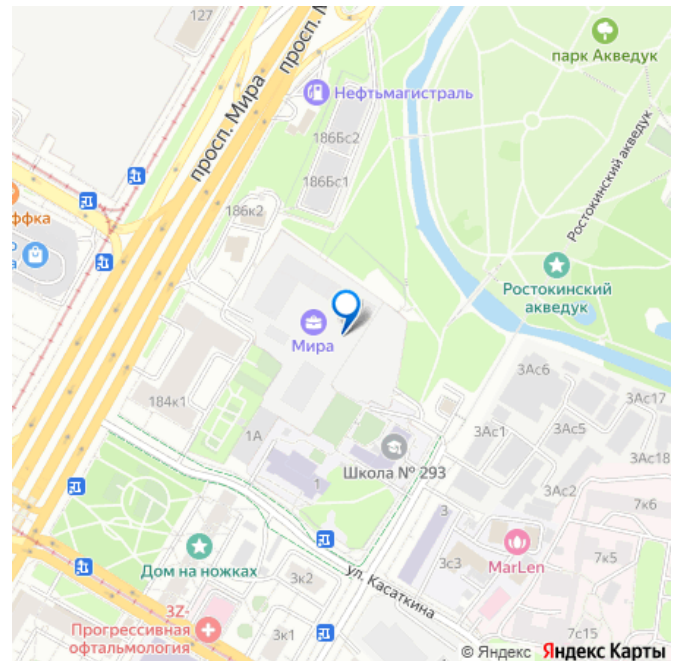 127
просп. Мира
просп. М
парк Акведук
Нефтьмагистраль
186Бс2
186Бс1
Ростокинский акведук
186к2
ффка
о
а
Ростокинский
акведук
Мира
184к1
1А
Школа № 293
1
3Ас6
3Ас17
3Ас1
3Ас5
3Ас18
3Ас2
7к6
3
MarLen
3с3
7к5
Дом на ножках
3к2
ул. Касаткина
3Z-
Прогрессивная
офтальмология
3к1
7с15
© Яндекс Яндекс Карты